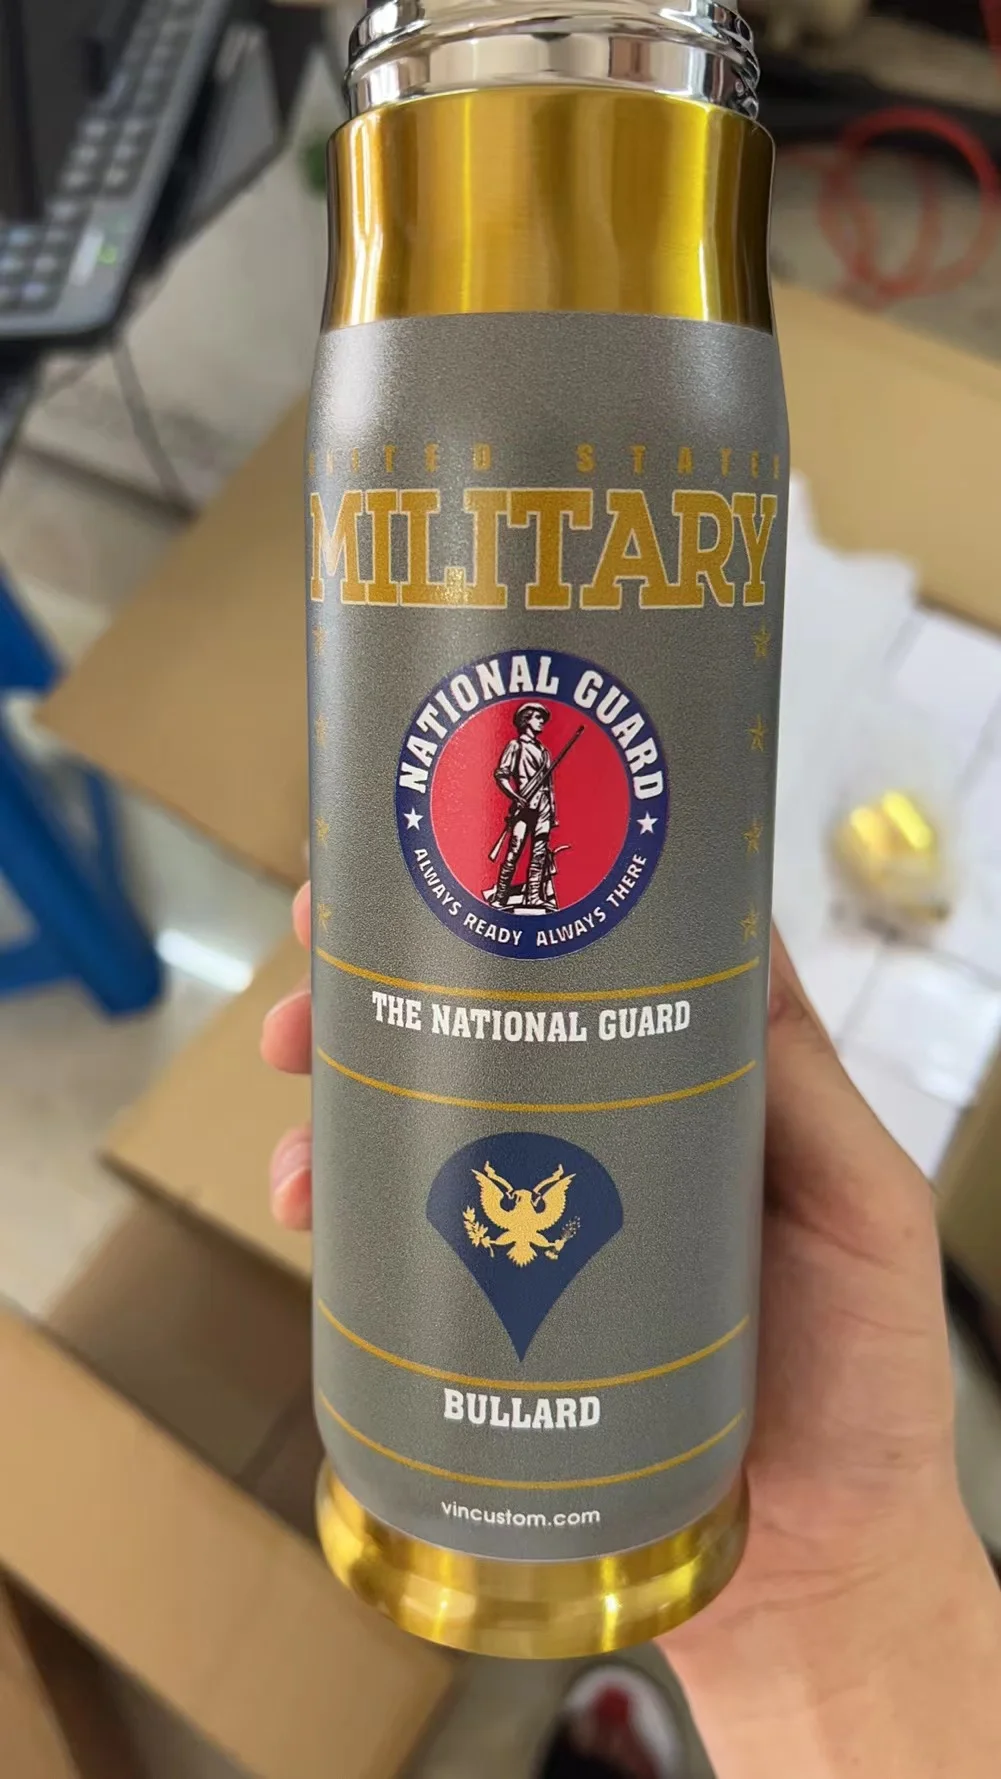 UNITED STATES
MILITARY
NATIONAL GUARD
ALWAYS READY ALWAYS THERE
THE NATIONAL GUARD
BULLARD
vincustom.com